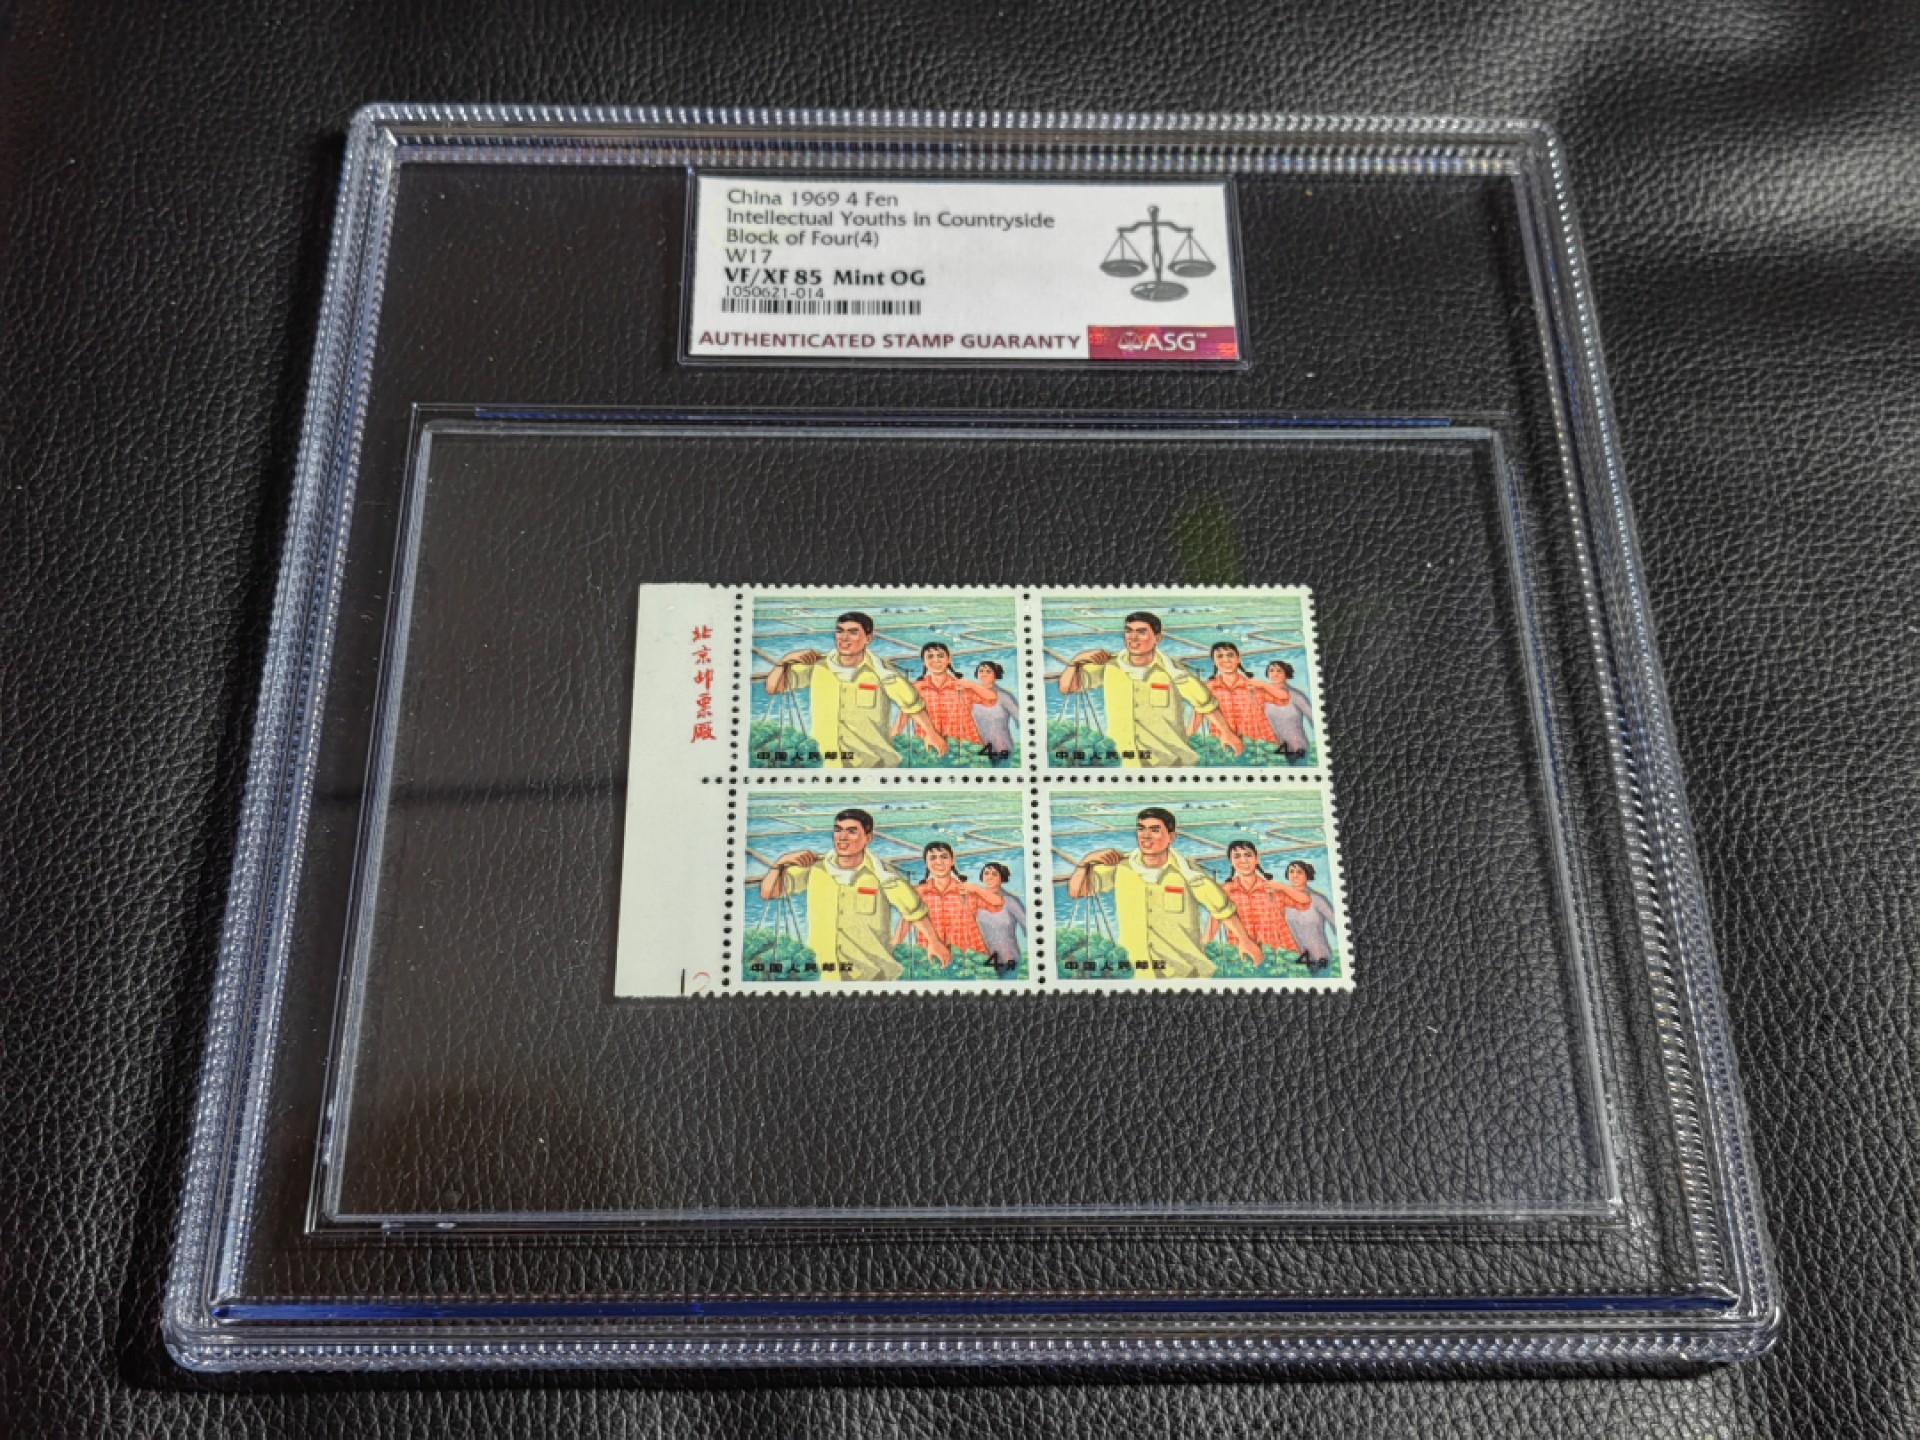 China 1969 4 Fen
Intellectual Youths in Countryside
Block of Four(4)
W17
VF/XF 85 Mint OG
1050621-014
AUTHENTICATED STAMP GUARANTY
ASG™
北京邮票厂
中国人民邮政 4分
中国人民邮政 4分
12
中国人民邮政 4分
中国人民邮政 4分